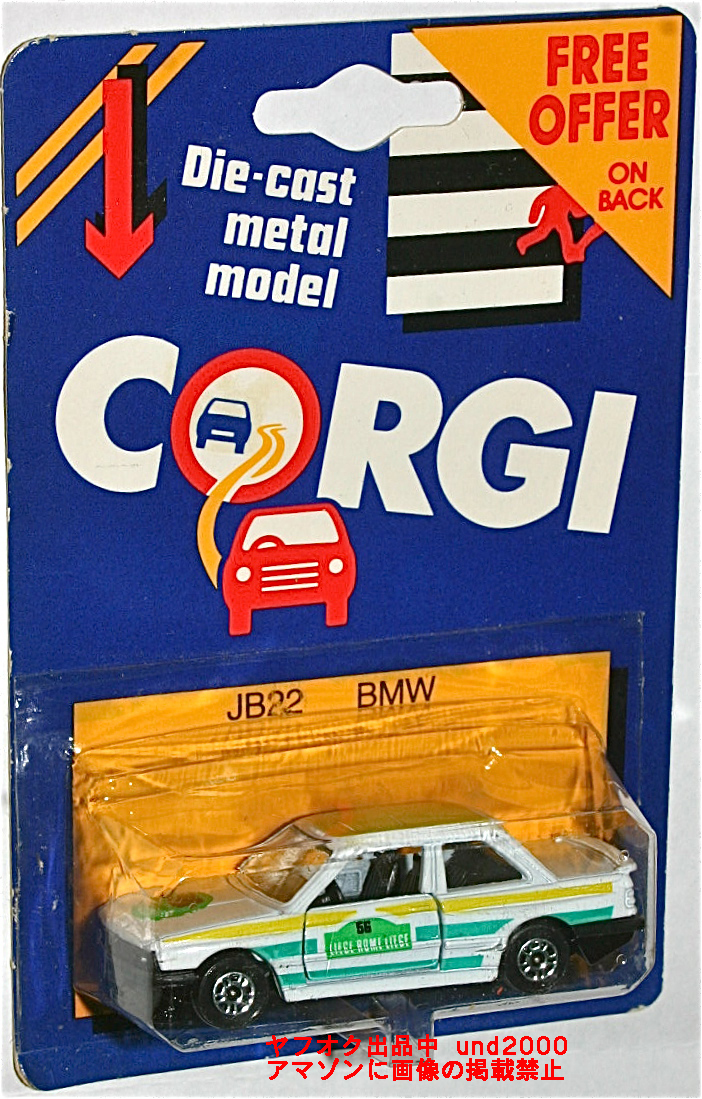 FREE
OFFER
ON
BACK
Die-cast
metal
model
CORGI
JB22 BMW
56
LIEGE ROME LIEGE
ヤフオク出品中 und2000
アマソンに画像の掲載禁止